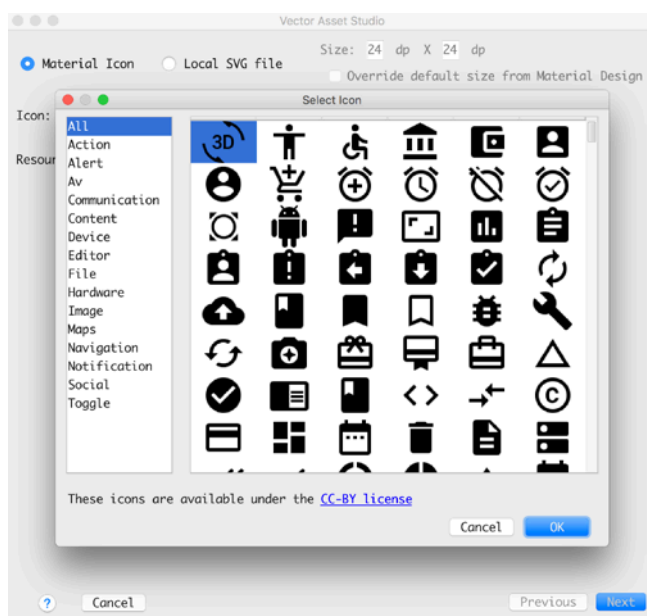 Vector Asset Studio
Material Icon
Local SVG file
Size: 24 dp X 24 dp
Override default size from Material Design
Select Icon
Icon:
Resour
All
Action
Alert
Av
Communication
Content
Device
Editor
File
Hardware
Image
Maps
Navigation
Notification
Social
Toggle
3D
These icons are available under the CC-BY license
Cancel
OK
?
Cancel
Previous
Next